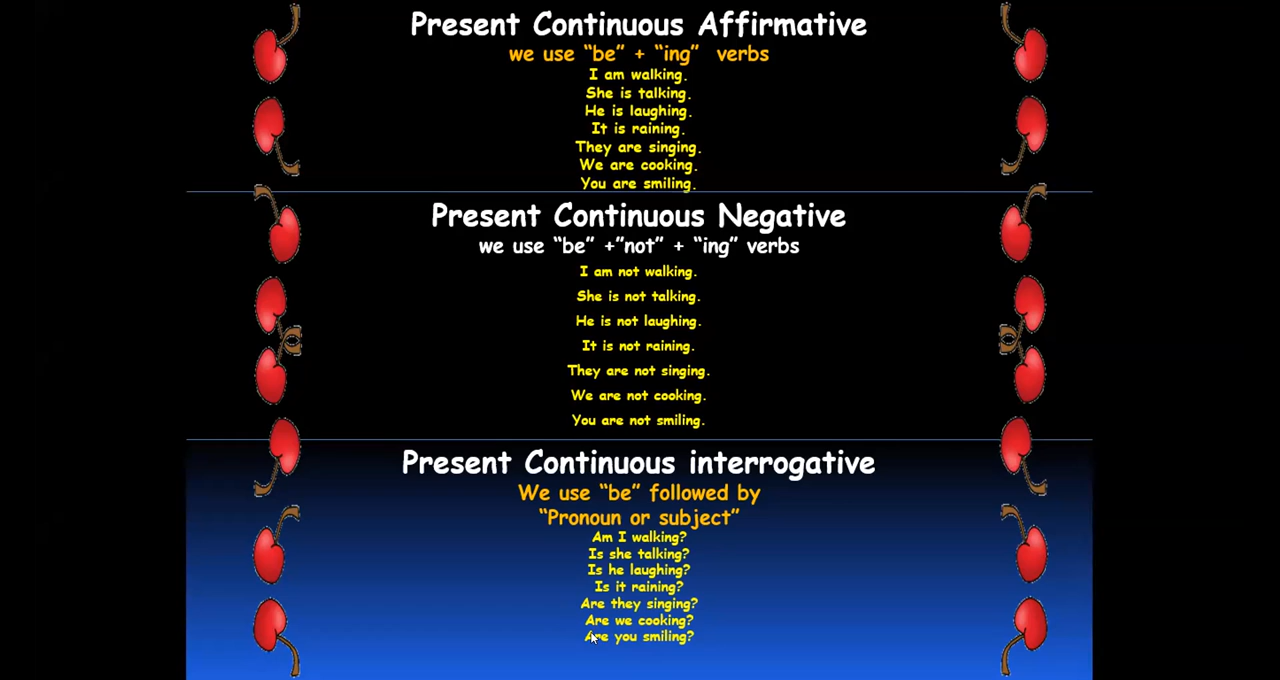 Present Continuous Affirmative
we use “be” + “ing” verbs
I am walking.
She is talking.
He is laughing.
It is raining.
They are singing.
We are cooking.
You are smiling.
Present Continuous Negative
we use “be” +”not” + “ing” verbs
I am not walking.
She is not talking.
He is not laughing.
It is not raining.
They are not singing.
We are not cooking.
You are not smiling.
Present Continuous interrogative
We use “be” followed by
“Pronoun or subject”
Am I walking?
Is she talking?
Is he laughing?
Is it raining?
Are they singing?
Are we cooking?
Are you smiling?